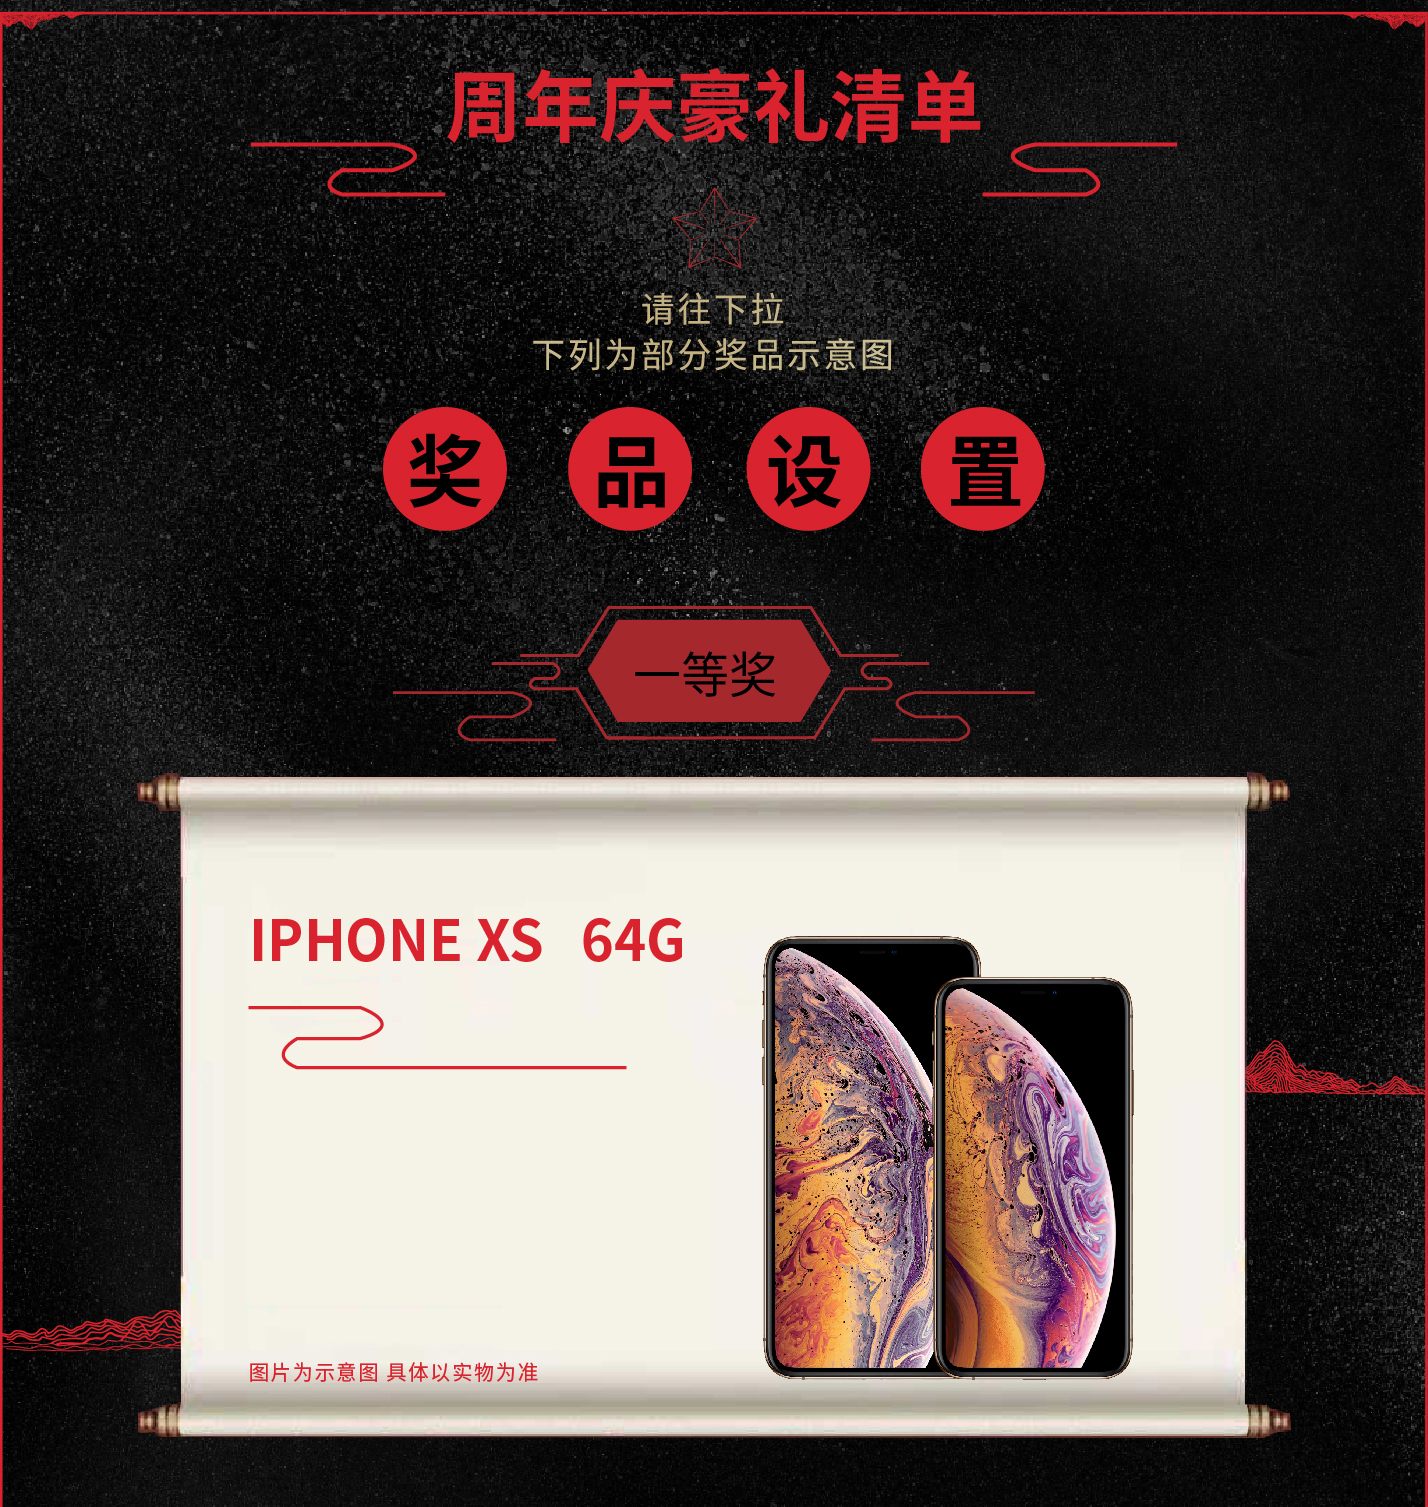 周年庆豪礼清单
请往下拉
下列为部分奖品示意图
奖品设置
一等奖
IPHONE XS 64G
图片为示意图 具体以实物为准